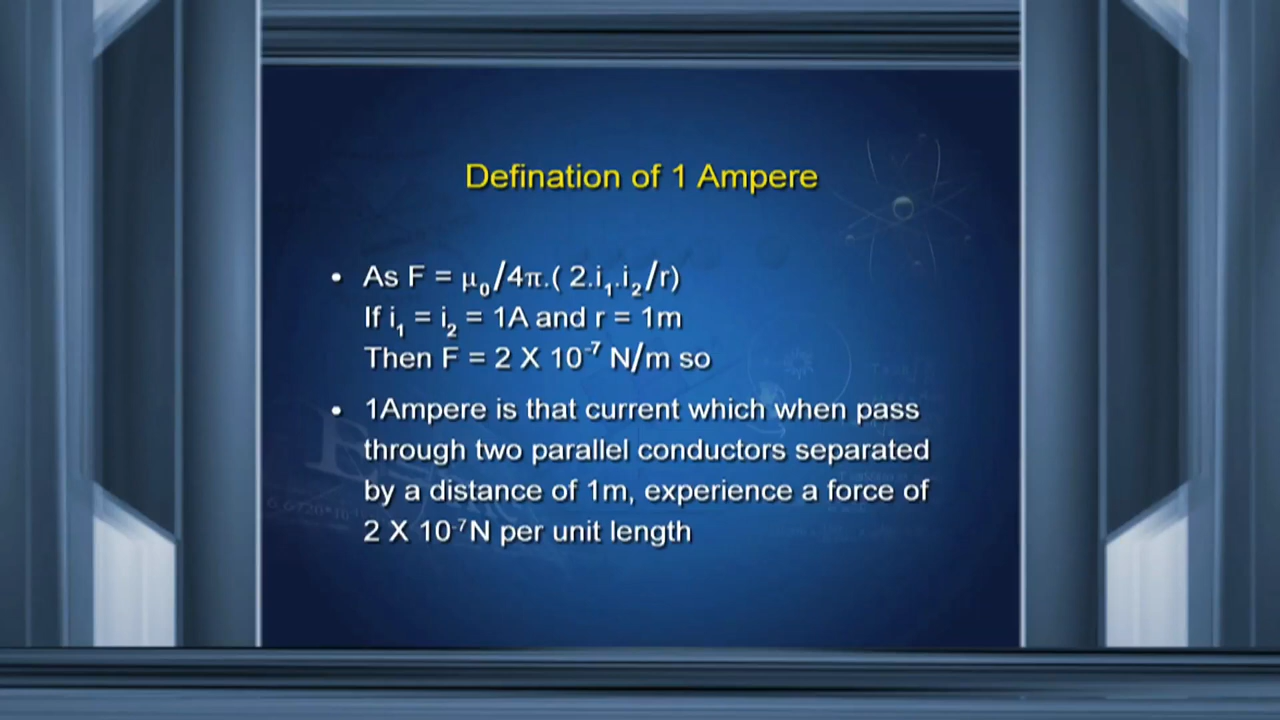 Defination of 1 Ampere
• As F = μ₀/4π.( 2.i₁.i₂/r)
If i₁ = i₂ = 1A and r = 1m
Then F = 2 X 10⁻⁷ N/m so
• 1Ampere is that current which when pass
through two parallel conductors separated
by a distance of 1m, experience a force of
2 X 10⁻⁷N per unit length